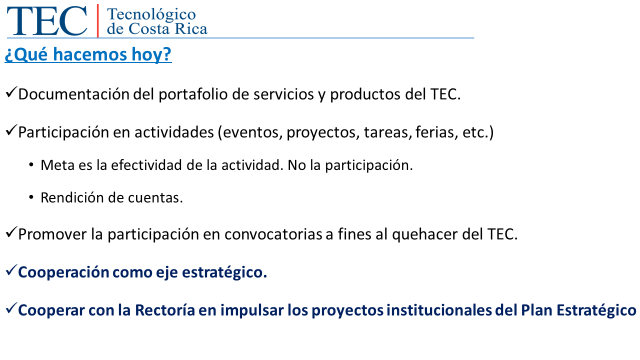 TEC
Tecnológico
de Costa Rica
¿Qué hacemos hoy?
✓Documentación del portafolio de servicios y productos del TEC.
✓Participación en actividades (eventos, proyectos, tareas, ferias, etc.)
• Meta es la efectividad de la actividad. No la participación.
• Rendición de cuentas.
✓Promover la participación en convocatorias a fines al quehacer del TEC.
✓Cooperación como eje estratégico.
✓Cooperar con la Rectoría en impulsar los proyectos institucionales del Plan Estratégico